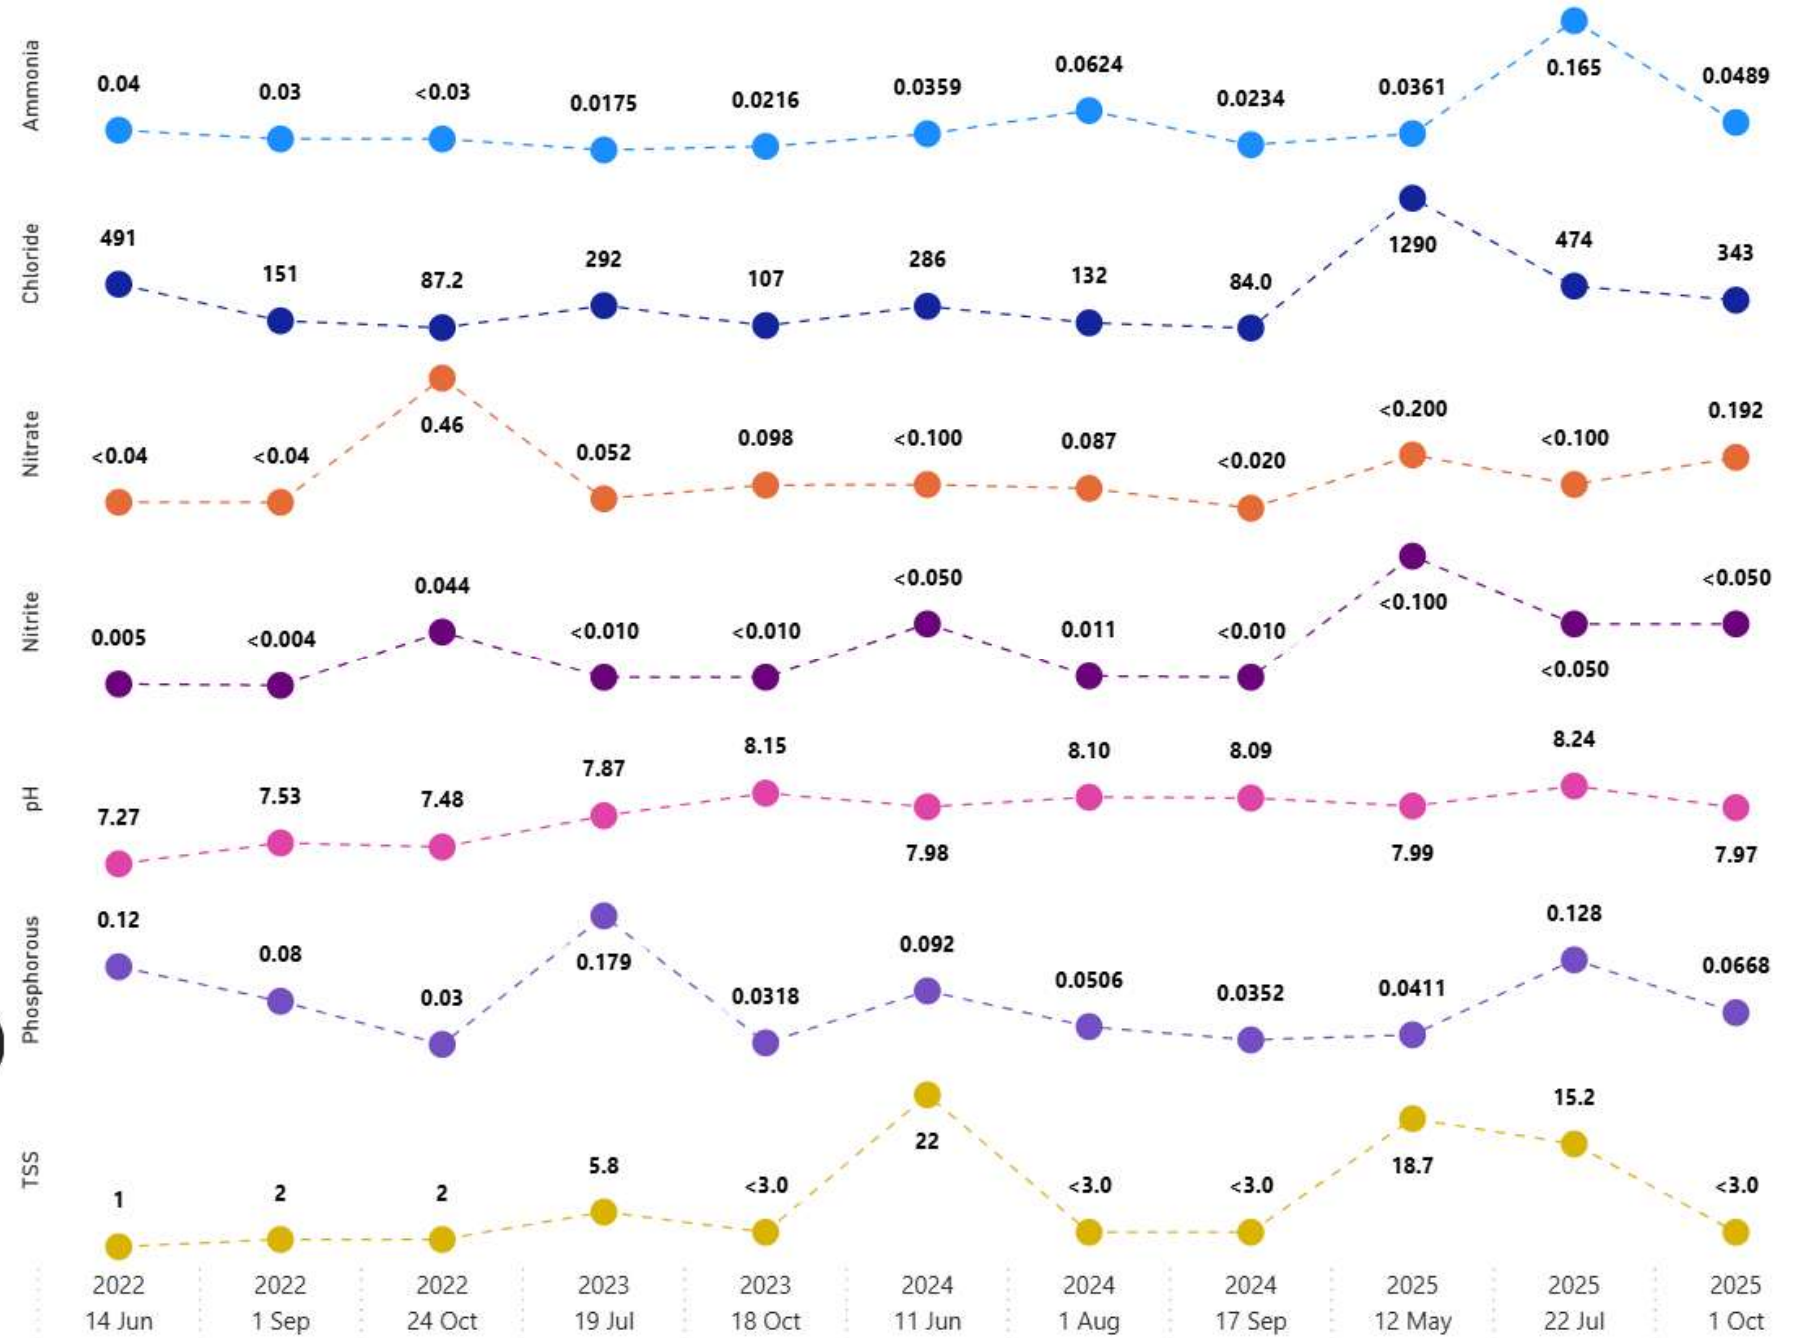 Ammonia
0.04 0.03 <0.03 0.0175 0.0216 0.0359 0.0624 0.0234 0.0361 0.165 0.0489
Chloride
491 151 87.2 292 107 286 132 84.0 1290 474 343
Nitrate
<0.04 <0.04 0.46 0.052 0.098 <0.100 0.087 <0.020 <0.200 <0.100 0.192
Nitrite
0.005 <0.004 0.044 <0.010 <0.010 <0.050 0.011 <0.010 <0.100 <0.050 <0.050
pH
7.27 7.53 7.48 7.87 8.15 7.98 8.10 8.09 7.99 8.24 7.97
Phosphorous
0.12 0.08 0.03 0.179 0.0318 0.092 0.0506 0.0352 0.0411 0.128 0.0668
TSS
1 2 2 5.8 <3.0 22 <3.0 <3.0 18.7 15.2 <3.0
2022 2022 2022 2023 2023 2024 2024 2024 2025 2025 2025
14 Jun 1 Sep 24 Oct 19 Jul 18 Oct 11 Jun 1 Aug 17 Sep 12 May 22 Jul 1 Oct